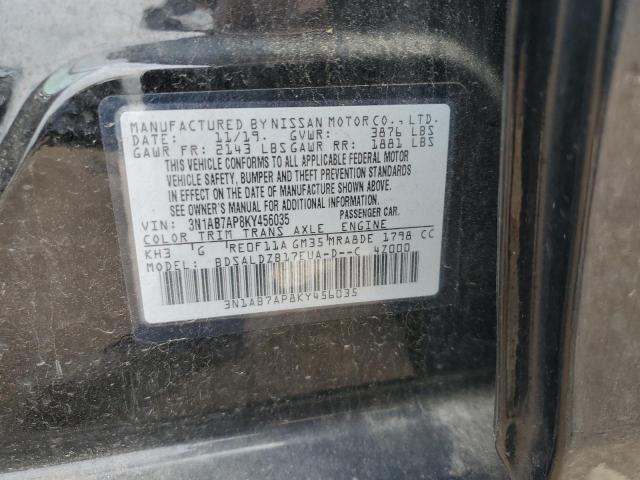 MANUFACTURED BY NISSAN MOTOR CO., LTD.
DATE: 11/19. GVWR: 3876 LBS
GAWR FR: 2143 LBS GAWR RR: 1881 LBS
THIS VEHICLE CONFORMS TO ALL APPLICABLE FEDERAL MOTOR
VEHICLE SAFETY, BUMPER AND THEFT PREVENTION STANDARDS
IN EFFECT ON THE DATE OF MANUFACTURE SHOWN ABOVE.
SEE OWNER'S MANUAL FOR ADDITIONAL INFORMATION
VIN: 3N1AB7AP8KY456035 PASSENGER CAR
COLOR TRIM TRANS AXLE ENGINE
KH3 G RE0F11A GM35 MRA8DE 1798 CC
MODEL: BDSALDZB17EUA-D--C 4Z000
3N1AB7AP8KY456035